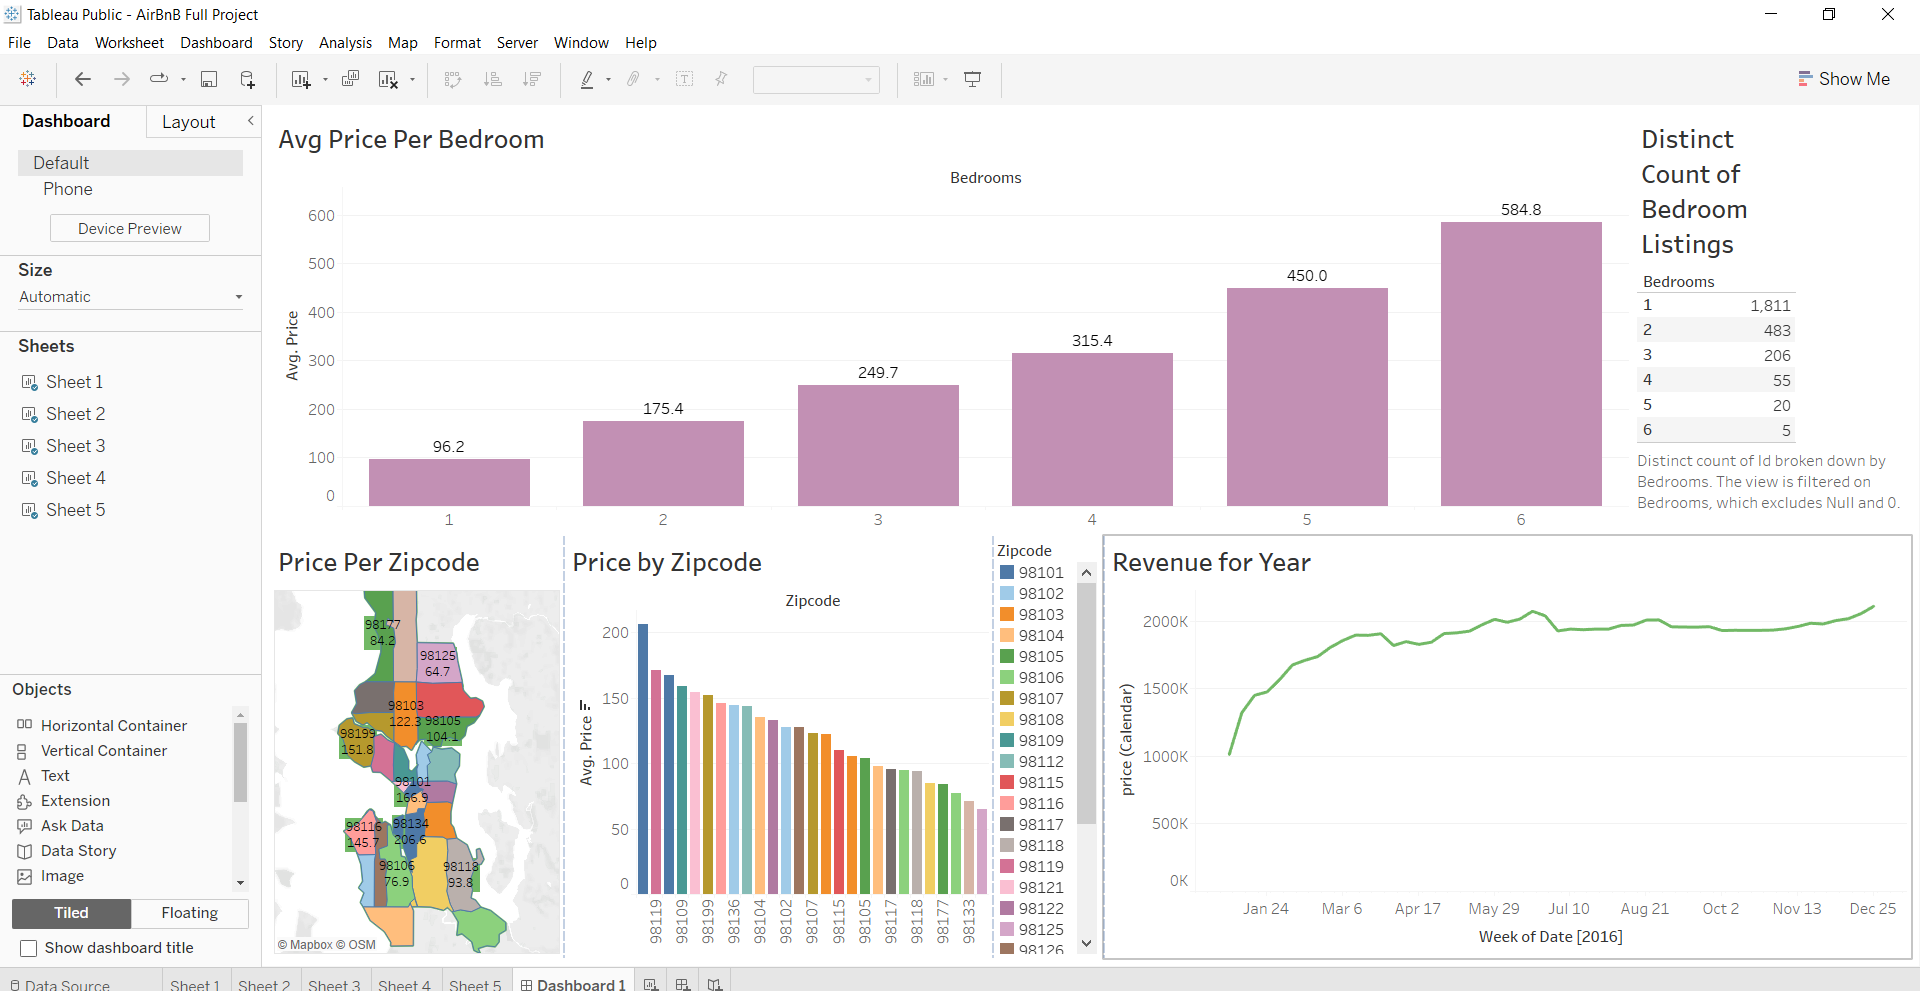 Tableau Public - AirBnB Full Project
File Data Worksheet Dashboard Story Analysis Map Format Server Window Help
Show Me
Dashboard Layout
Default
Phone
Device Preview
Size
Automatic
Sheets
Sheet 1
Sheet 2
Sheet 3
Sheet 4
Sheet 5
Objects
Horizontal Container
Vertical Container
Text
Extension
Ask Data
Data Story
Image
Tiled Floating
Show dashboard title
Avg Price Per Bedroom
Bedrooms
Avg. Price
600
500
400
300
200
100
0
96.2
175.4
249.7
315.4
450.0
584.8
1 2 3 4 5 6
Distinct
Count of
Bedroom
Listings
Bedrooms
1 1,811
2 483
3 206
4 55
5 20
6 5
Distinct count of Id broken down by
Bedrooms. The view is filtered on
Bedrooms, which excludes Null and 0.
Price Per Zipcode
98177
84.2
98125
64.7
98103
122.3
98105
104.1
98199
151.8
98101
166.9
98116
145.7
98134
206.6
98106
76.9
98118
93.8
© Mapbox © OSM
Price by Zipcode
Zipcode
Avg. Price
200
150
100
50
0
98119 98109 98199 98136 98104 98102 98107 98115 98105 98117 98118 98177 98133
Zipcode
98101
98102
98103
98104
98105
98106
98107
98108
98109
98112
98115
98116
98117
98118
98119
98121
98122
98125
98126
Revenue for Year
price (Calendar)
2000K
1500K
1000K
500K
0K
Jan 24 Mar 6 Apr 17 May 29 Jul 10 Aug 21 Oct 2 Nov 13 Dec 25
Week of Date [2016]
Data Source Sheet 1 Sheet 2 Sheet 3 Sheet 4 Sheet 5 Dashboard 1